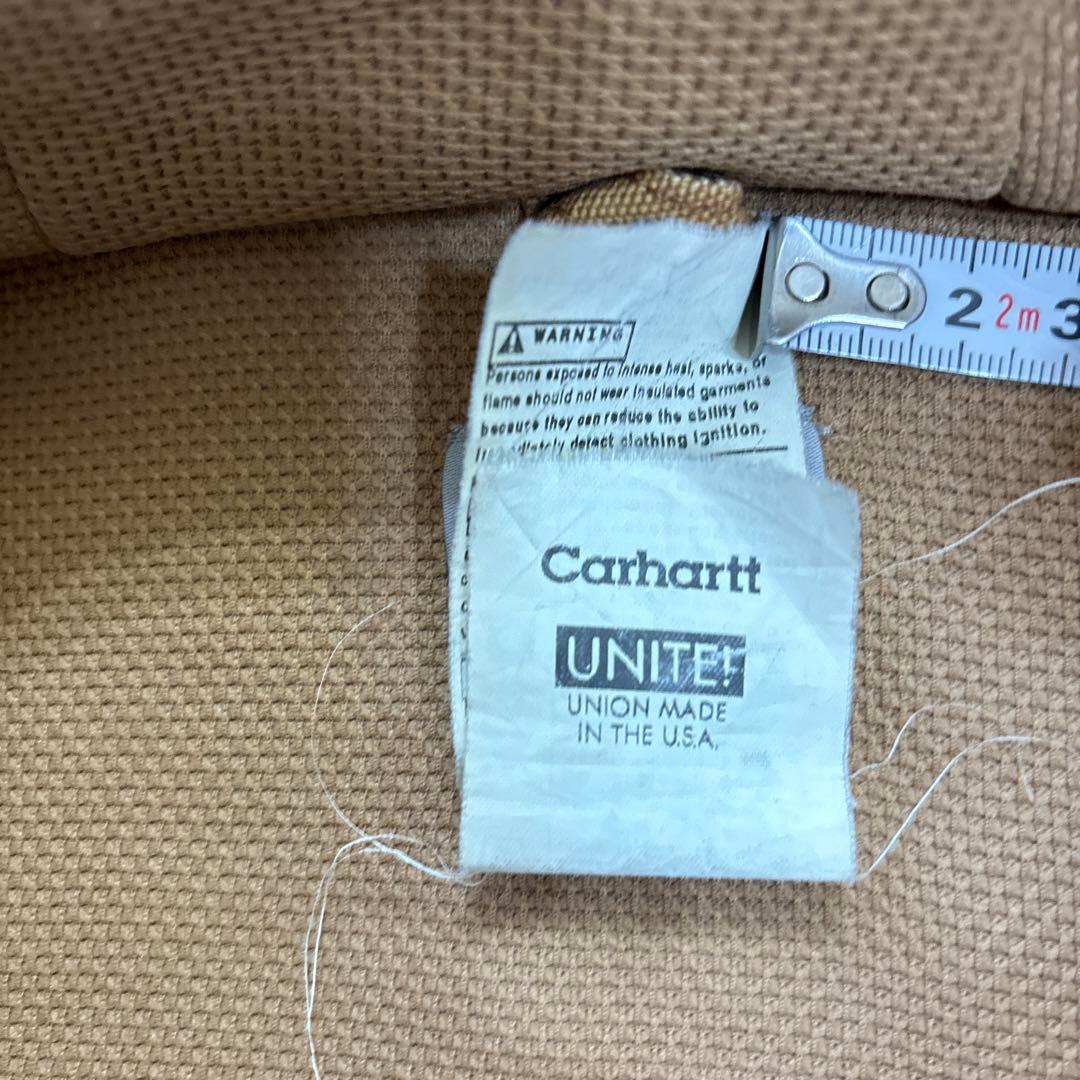 WARNING
Persons exposed to intense heat, sparks, or
flame should not wear insulated garments
because they can reduce the ability to
detect clothing ignition.
2 2m 3
Carhartt
UNITE!
UNION MADE
IN THE U.S.A.